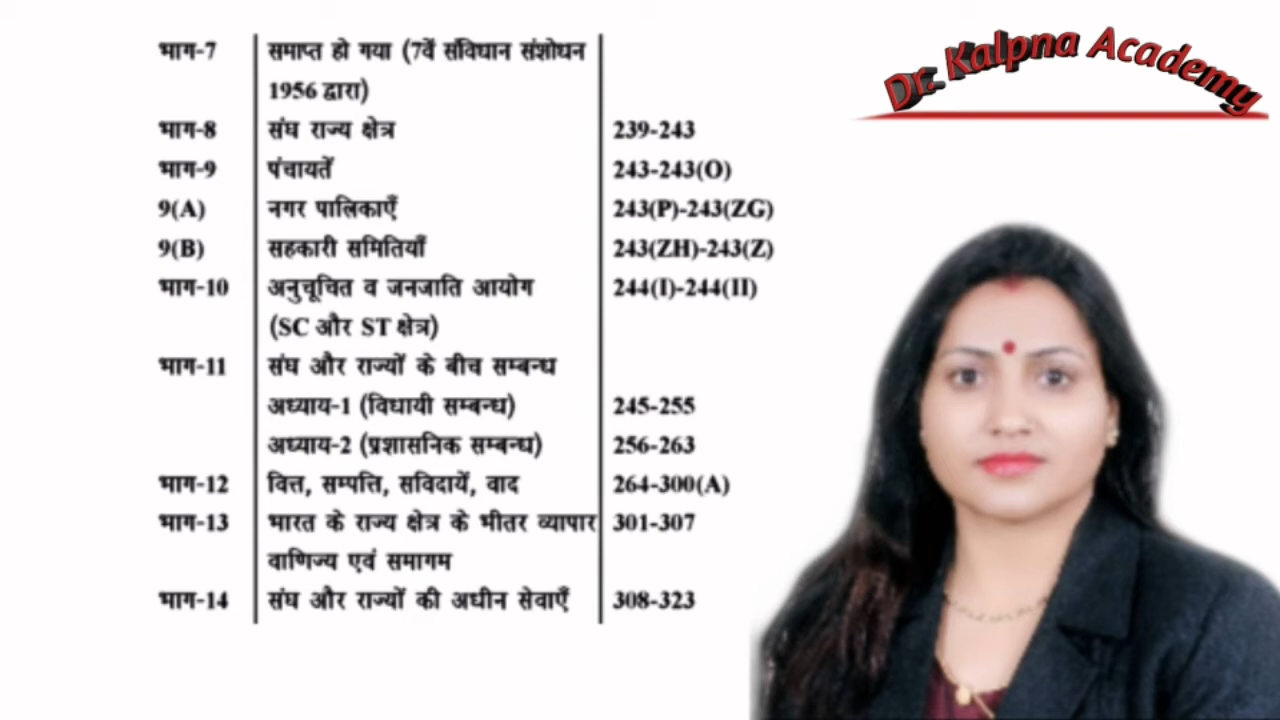 भाग-7 समाप्त हो गया (7वें संविधान संशोधन
1956 द्वारा)
भाग-8 संघ राज्य क्षेत्र 239-243
भाग-9 पंचायतें 243-243(O)
9(A) नगर पालिकाएँ 243(P)-243(ZG)
9(B) सहकारी समितियाँ 243(ZH)-243(Z)
भाग-10 अनुचूचित व जनजाति आयोग 244(I)-244(II)
(SC और ST क्षेत्र)
भाग-11 संघ और राज्यों के बीच सम्बन्ध
अध्याय-1 (विधायी सम्बन्ध) 245-255
अध्याय-2 (प्रशासनिक सम्बन्ध) 256-263
भाग-12 वित्त, सम्पत्ति, सविदायें, वाद 264-300(A)
भाग-13 भारत के राज्य क्षेत्र के भीतर व्यापार 301-307
वाणिज्य एवं समागम
भाग-14 संघ और राज्यों की अधीन सेवाएँ 308-323
Dr. Kalpna Academy